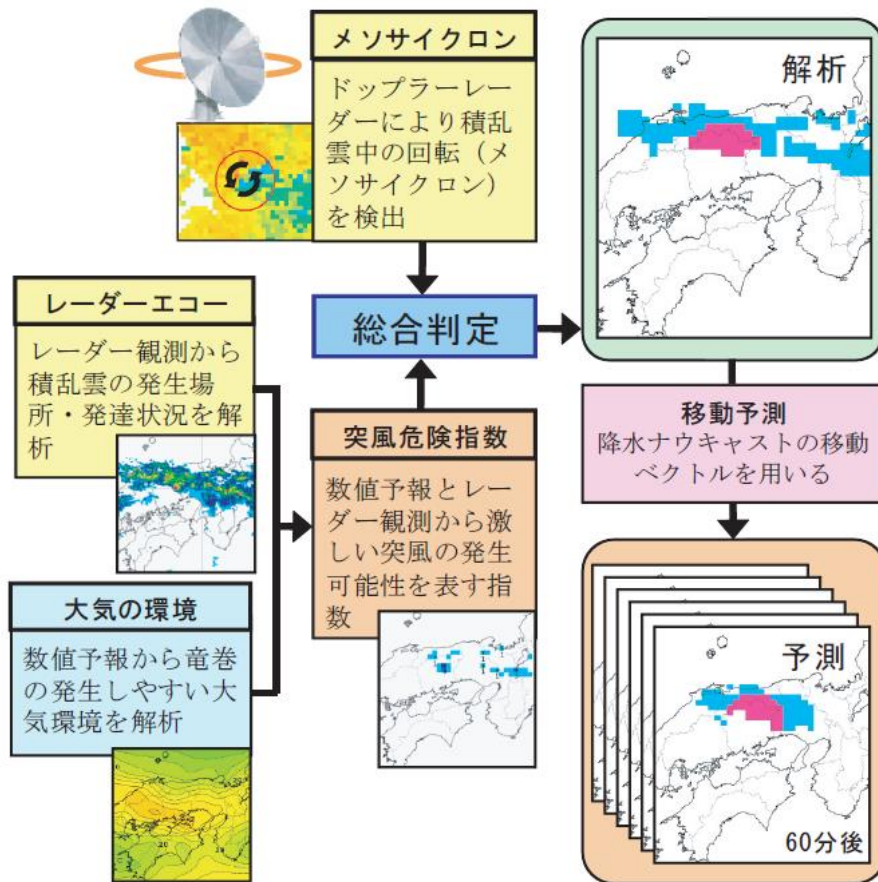 メソサイクロン
ドップラーレー
ダーにより積乱
雲中の回転（メ
ソサイクロン）
を検出
解析
レーダーエコー
レーダー観測から
積乱雲の発生場
所・発達状況を解
析
総合判定
突風危険指数
数値予報とレー
ダー観測から激
しい突風の発生
可能性を表す指
数
移動予測
降水ナウキャストの移動
ベクトルを用いる
大気の環境
数値予報から竜巻
の発生しやすい大
気環境を解析
予測
60分後